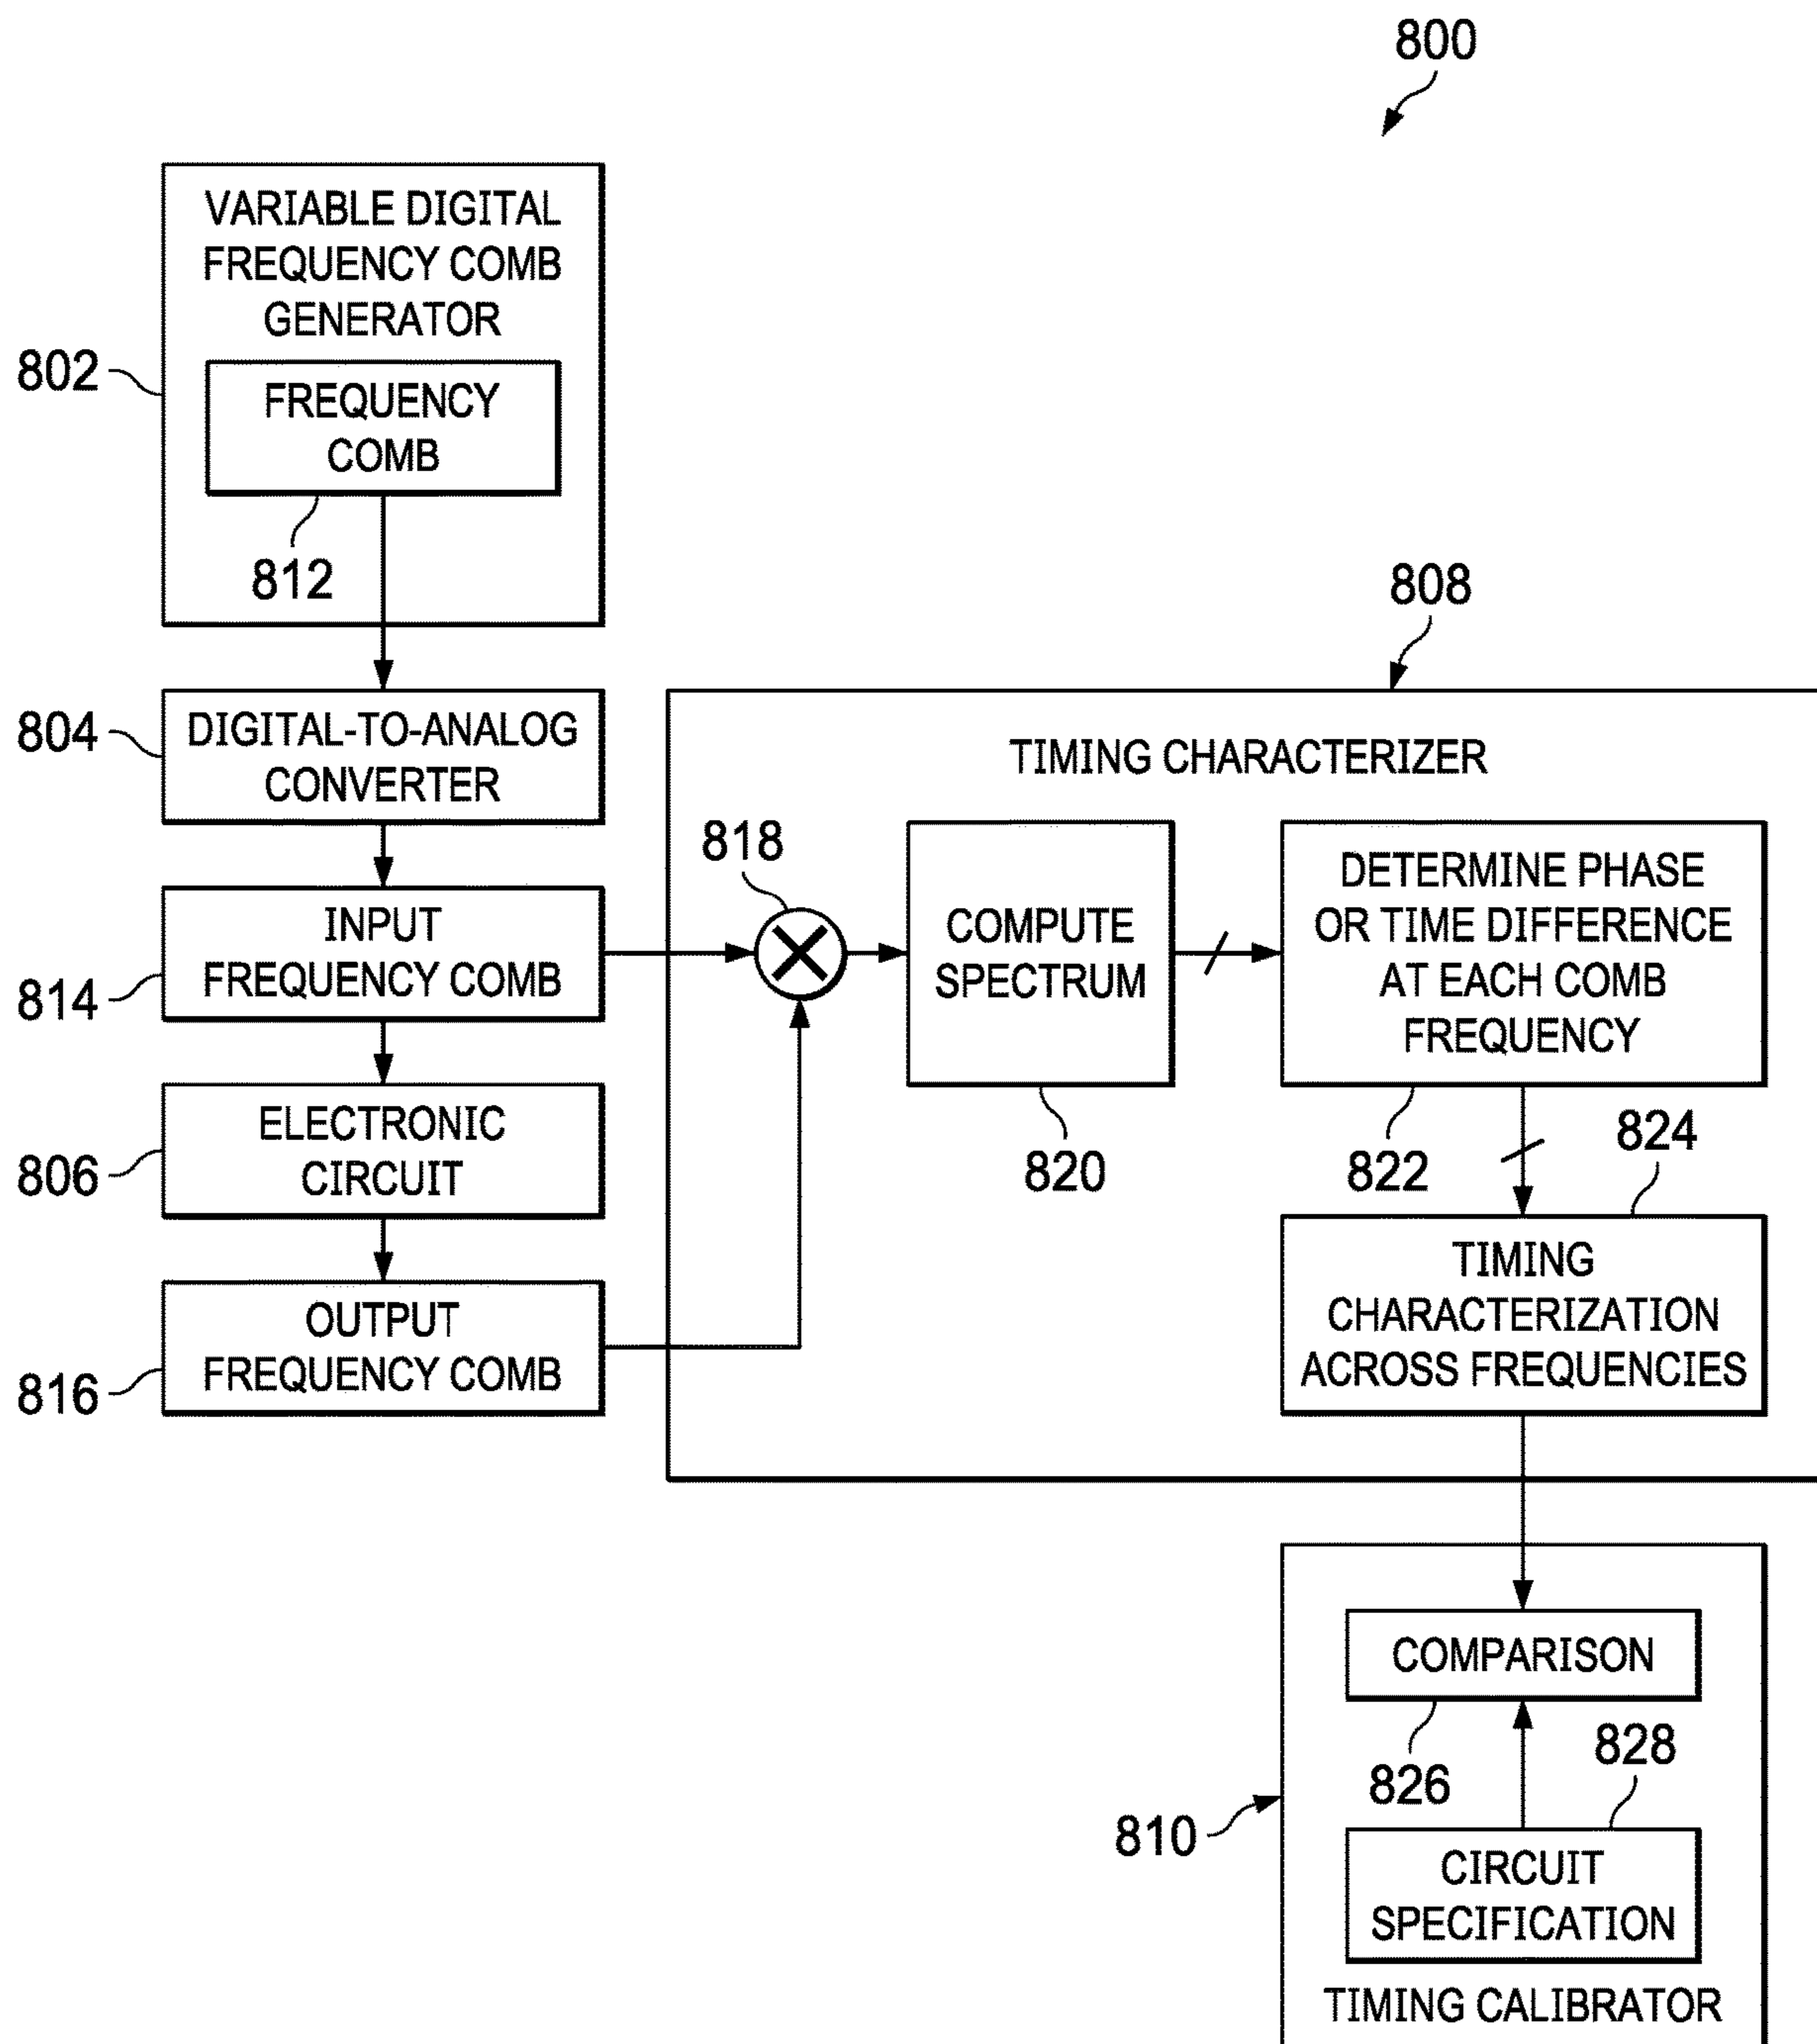 800
VARIABLE DIGITAL
FREQUENCY COMB
GENERATOR
802
FREQUENCY
COMB
812
808
804
DIGITAL-TO-ANALOG
CONVERTER
TIMING CHARACTERIZER
818
814
INPUT
FREQUENCY COMB
COMPUTE
SPECTRUM
820
DETERMINE PHASE
OR TIME DIFFERENCE
AT EACH COMB
FREQUENCY
822
824
806
ELECTRONIC
CIRCUIT
816
OUTPUT
FREQUENCY COMB
TIMING
CHARACTERIZATION
ACROSS FREQUENCIES
COMPARISON
826
828
810
CIRCUIT
SPECIFICATION
TIMING CALIBRATOR